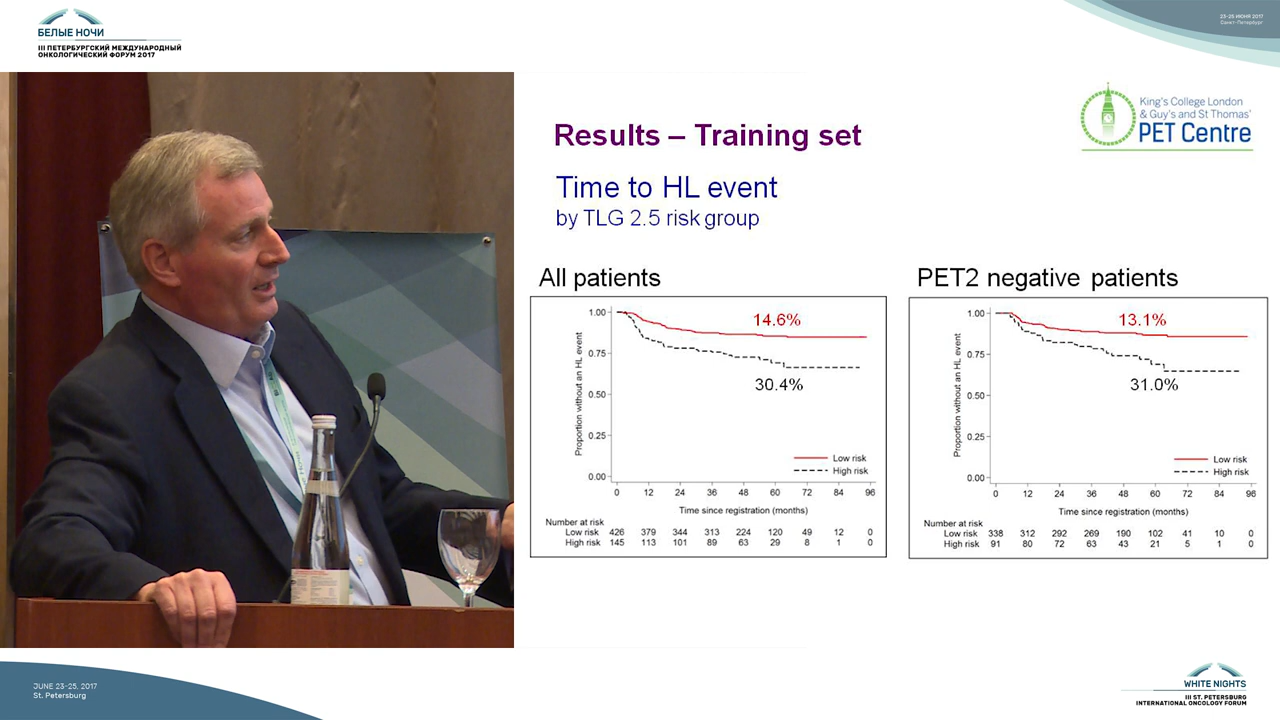 БЕЛЫЕ НОЧИ
III ПЕТЕРБУРГСКИЙ МЕЖДУНАРОДНЫЙ
ОНКОЛОГИЧЕСКИЙ ФОРУМ 2017
23-25 ИЮНЯ 2017
Санкт-Петербург
King's College London
& Guy's and St Thomas'
PET Centre
Results – Training set
Time to HL event
by TLG 2.5 risk group
All patients
Proportion without an HL event
1.00
0.75
0.50
0.25
0.00
14.6%
30.4%
Low risk
High risk
0 12 24 36 48 60 72 84 96
Time since registration (months)
Number at risk
Low risk 426 379 344 313 224 120 49 12 0
High risk 145 113 101 89 63 29 8 1 0
PET2 negative patients
Proportion without an HL event
1.00
0.75
0.50
0.25
0.00
13.1%
31.0%
Low risk
High risk
0 12 24 36 48 60 72 84 96
Time since registration (months)
Number at risk
Low risk 338 312 292 269 190 102 41 10 0
High risk 91 80 72 63 43 21 5 1 0
JUNE 23-25, 2017
St. Petersburg
WHITE NIGHTS
III ST. PETERSBURG
INTERNATIONAL ONCOLOGY FORUM